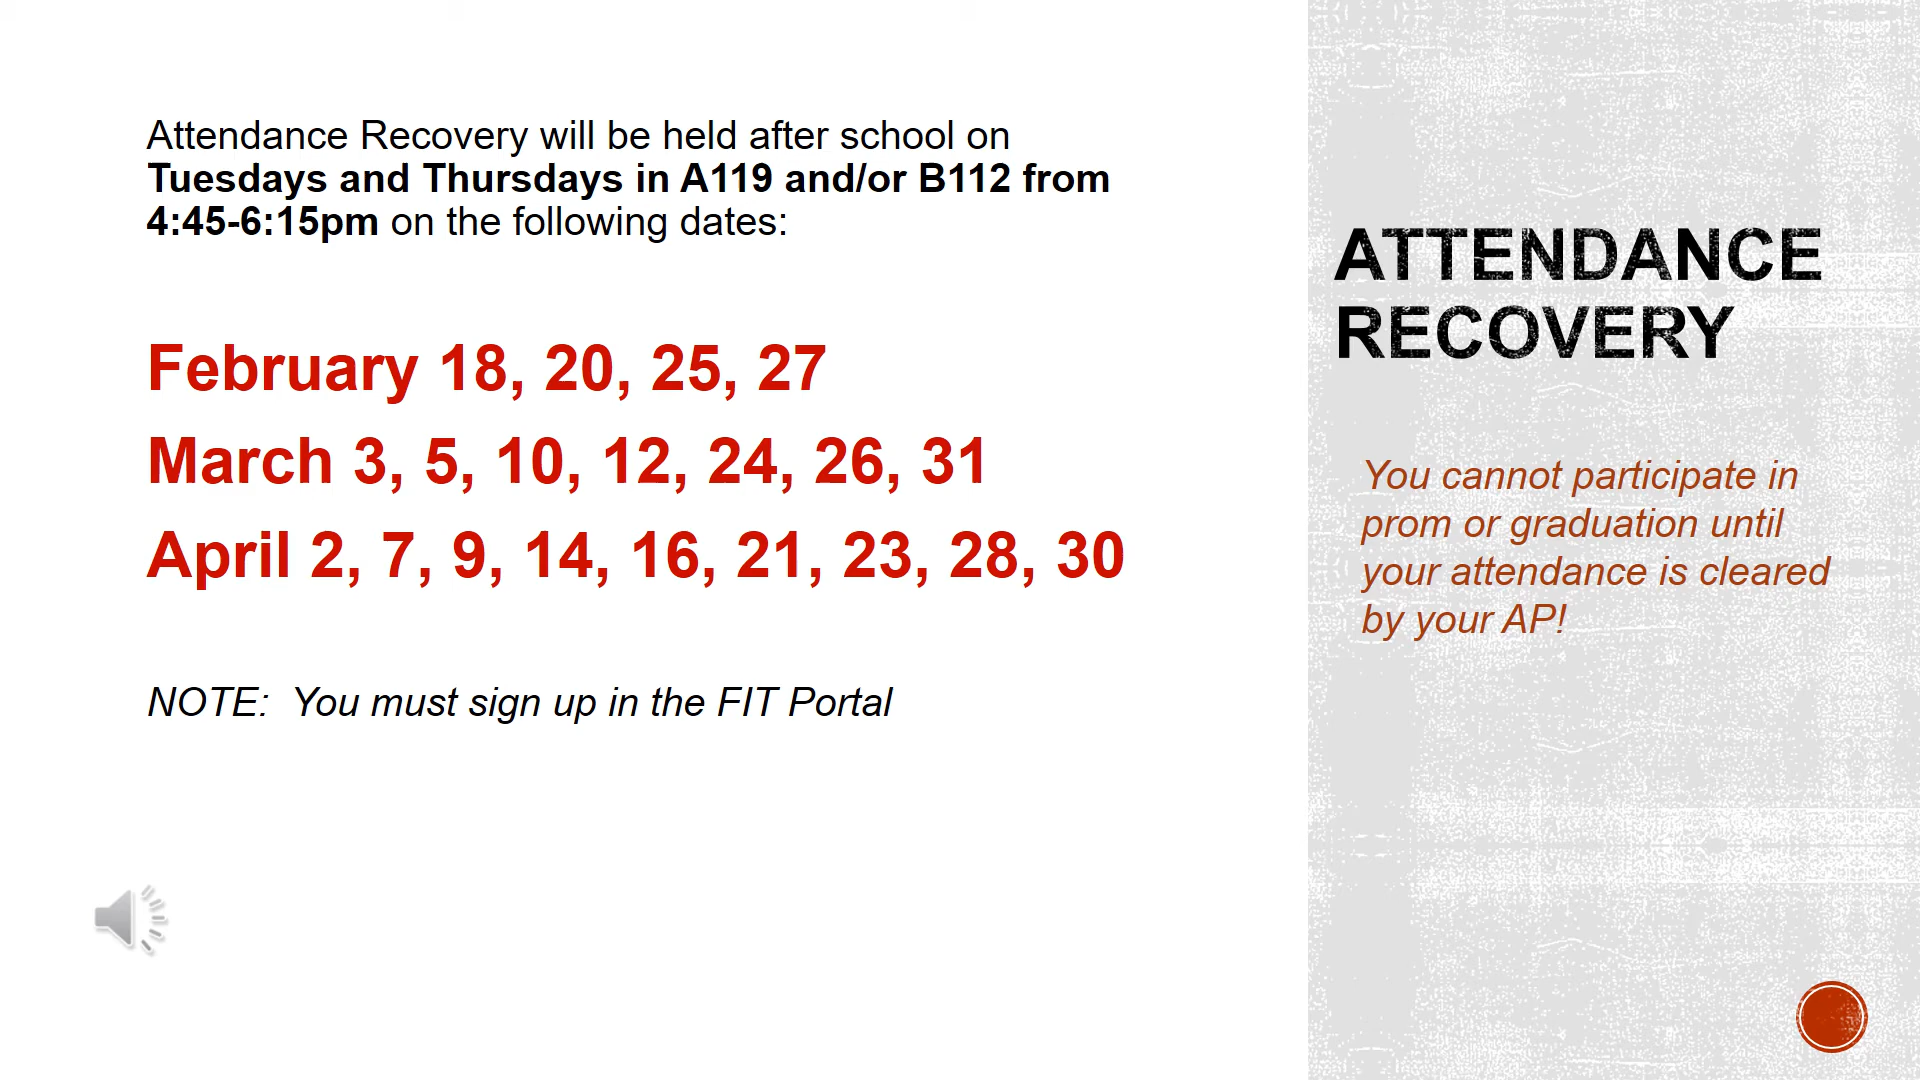 Attendance Recovery will be held after school on
Tuesdays and Thursdays in A119 and/or B112 from
4:45-6:15pm on the following dates:
February 18, 20, 25, 27
March 3, 5, 10, 12, 24, 26, 31
April 2, 7, 9, 14, 16, 21, 23, 28, 30
NOTE:  You must sign up in the FIT Portal
ATTENDANCE
RECOVERY
You cannot participate in
prom or graduation until
your attendance is cleared
by your AP!